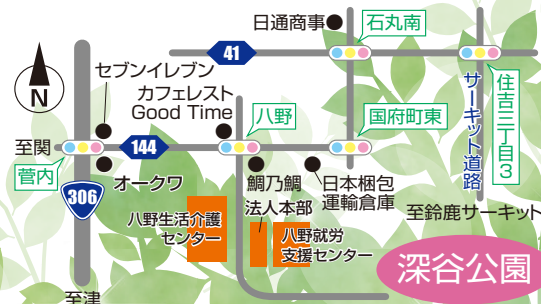 日通商事
石丸南
41
セブンイレブン
カフェレスト
Good Time
N
八野
国府町東
サーキット道路
住吉三丁目3
至関
144
菅内
306
オークワ
鯛乃鯛
日本梱包
運輸倉庫
八野生活介護
センター
法人本部
八野就労
支援センター
至鈴鹿サーキット
深谷公園
至津